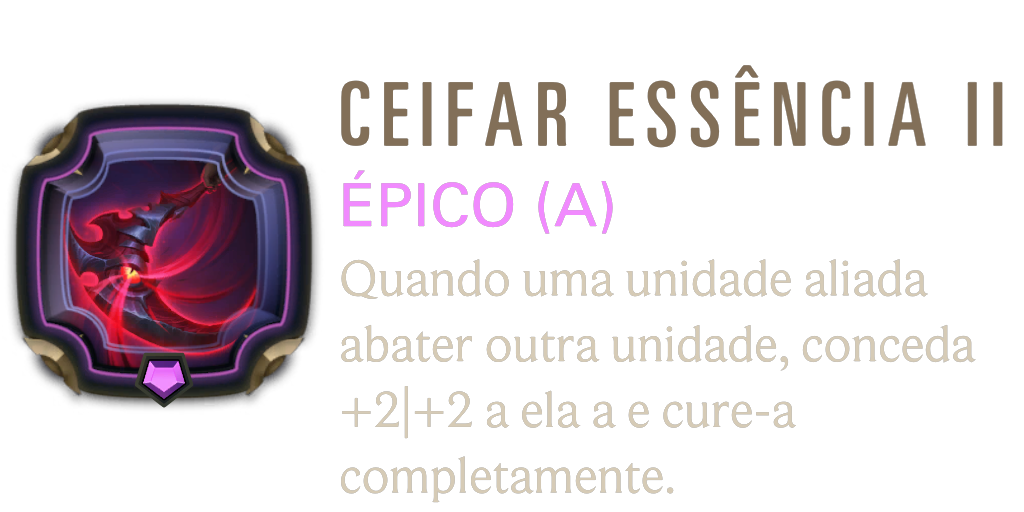 CEIFAR ESSÊNCIA II
ÉPICO (A)
Quando uma unidade aliada
abater outra unidade, conceda
+2|+2 a ela a e cure-a
completamente.